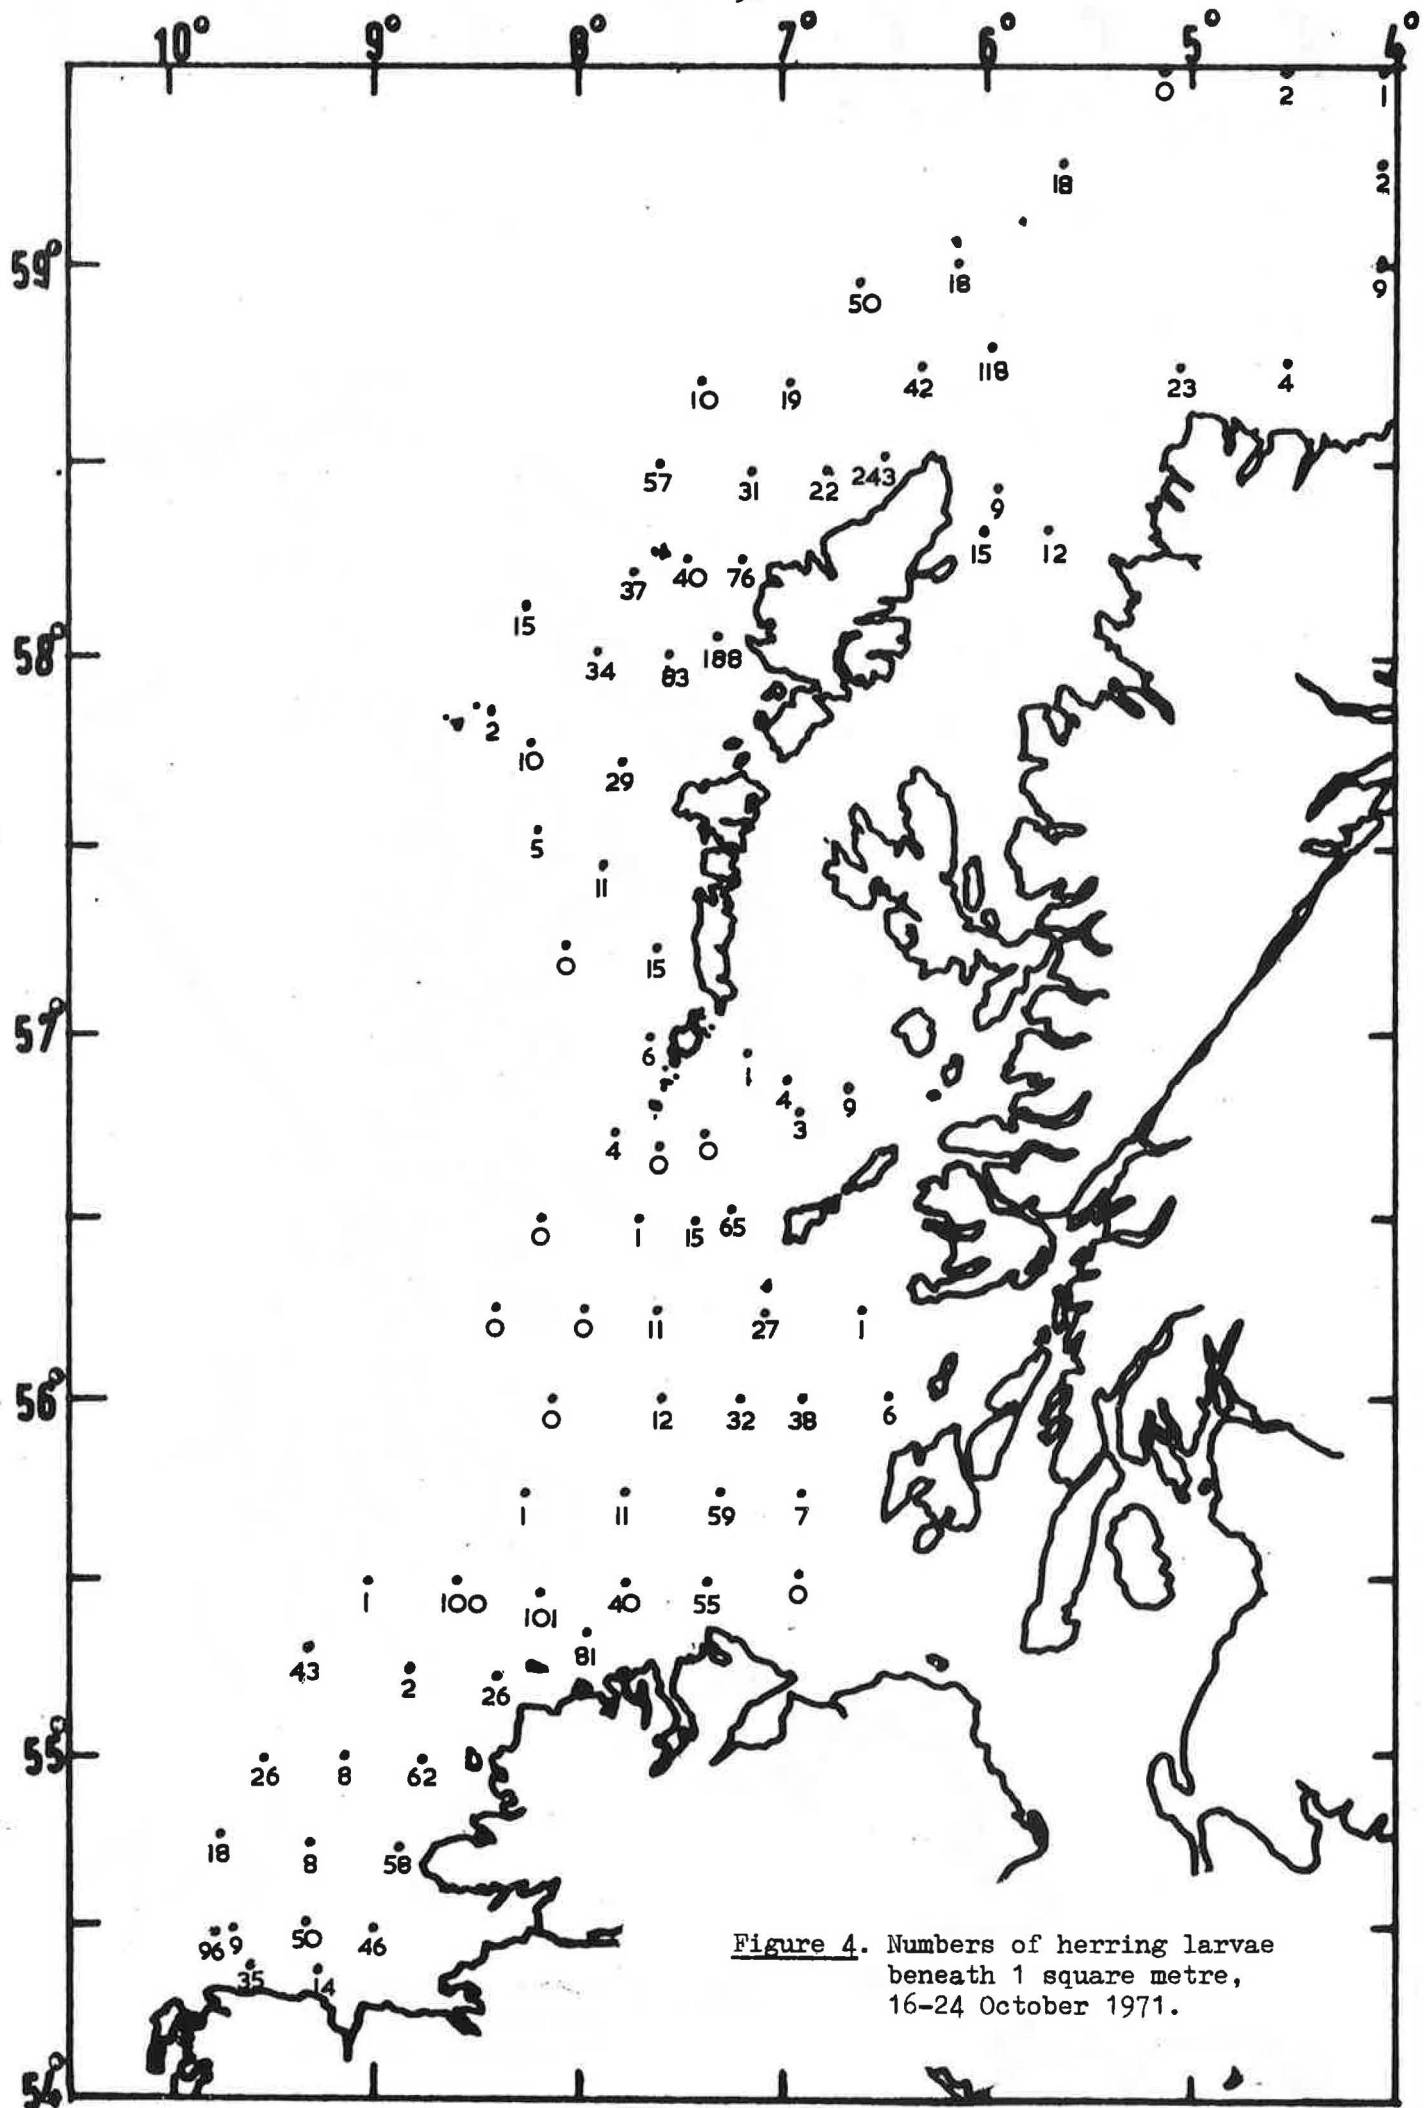 10° 9° 8° 7° 6° 5° 4°
0 2 1
18 2
59°
18
50 9
118
42 23 4
10 19
57 31 22 243
9
15 12
37 40 76
15
58°
34 83 188
2
10 29
5
11
0 15
57°
6 1
4 9
3
4 0 0
0 1 15 65
0 0 11 27 1
56°
0 12 32 38 6
1 11 59 7
1 100 101 40 55 0
81
43 2 26
55°
26 8 62
18 8 58
96 9 50 46
35 14
Figure 4. Numbers of herring larvae
beneath 1 square metre,
16-24 October 1971.
54°